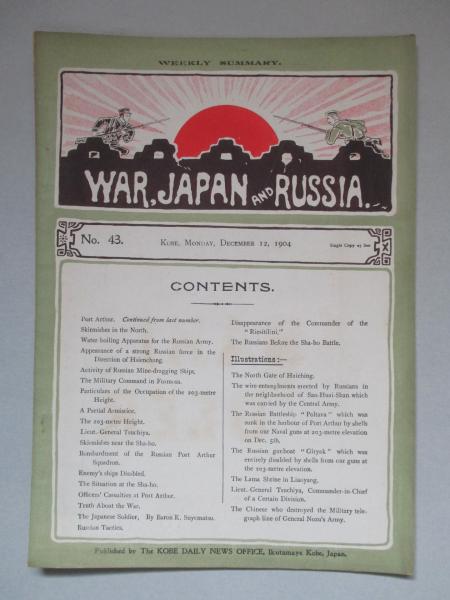 WEEKLY SUMMARY.
WAR, JAPAN AND RUSSIA.
No. 43.
KOBE, MONDAY, DECEMBER 12, 1904
Single Copy 25 Sen
CONTENTS.
Port Arthur. Continued from last number.
Skirmishes in the North.
Water boiling Apparatus for the Russian Army.
Appearance of a strong Russian force in the
Direction of Hsienchang.
Activity of Russian Mine-dragging Ships.
The Military Command in Formosa.
Particulars of the Occupation of the 203-metre
Height.
A Partial Armistice.
The 203-metre Height.
Lieut. General Tsuchiya.
Skirmishes near the Sha-ho.
Bombardment of the Russian Port Arthur
Squadron.
Enemy's ships Disabled.
The Situation at the Sha-ho.
Officers' Casualties at Port Arthur.
Truth About the War.
The Japanese Soldier, By Baron K. Suyematsu.
Russian Tactics.
Disappearance of the Commander of the
"Riesitilini."
The Russians Before the Sha-ho Battle.
Illustrations :—
The North Gate of Haiching.
The wire-entanglements erected by Russians in
the neighborhood of San-Huai-Shan which
was carried by the Central Army.
The Russian Battleship "Poltava" which was
sunk in the harbour of Port Arthur by shells
from our Naval guns at 203-metre elevation
on Dec. 5th.
The Russian gunboat "Gilyak" which was
entirely disabled by shells from our guns at
the 203-metre elevation.
The Lama Shrine in Liaoyang.
Lieut. General Tsuchiya, Commander-in-Chief
of a Certain Division.
The Chinese who destroyed the Military tele-
graph line of General Nozu's Army.
Published by The KOBE DAILY NEWS OFFICE, Ikutamaye Kobe, Japan.